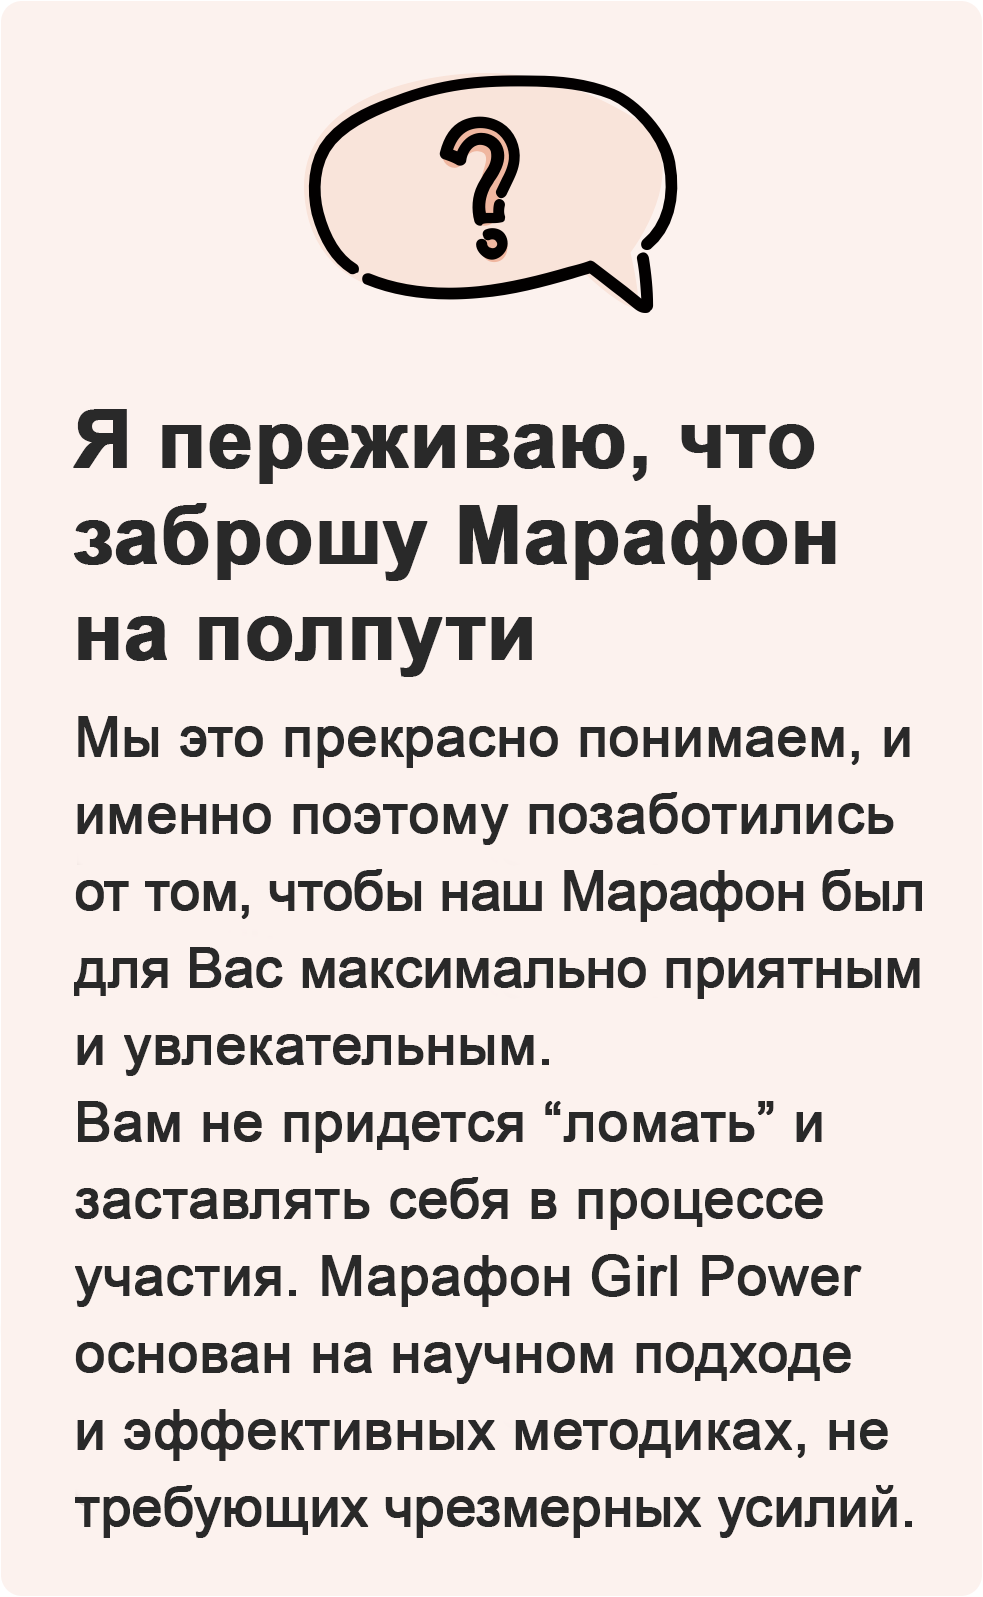 Я переживаю, что
заброшу Марафон
на полпути
Мы это прекрасно понимаем, и
именно поэтому позаботились
от том, чтобы наш Марафон был
для Вас максимально приятным
и увлекательным.
Вам не придется “ломать” и
заставлять себя в процессе
участия. Марафон Girl Power
основан на научном подходе
и эффективных методиках, не
требующих чрезмерных усилий.